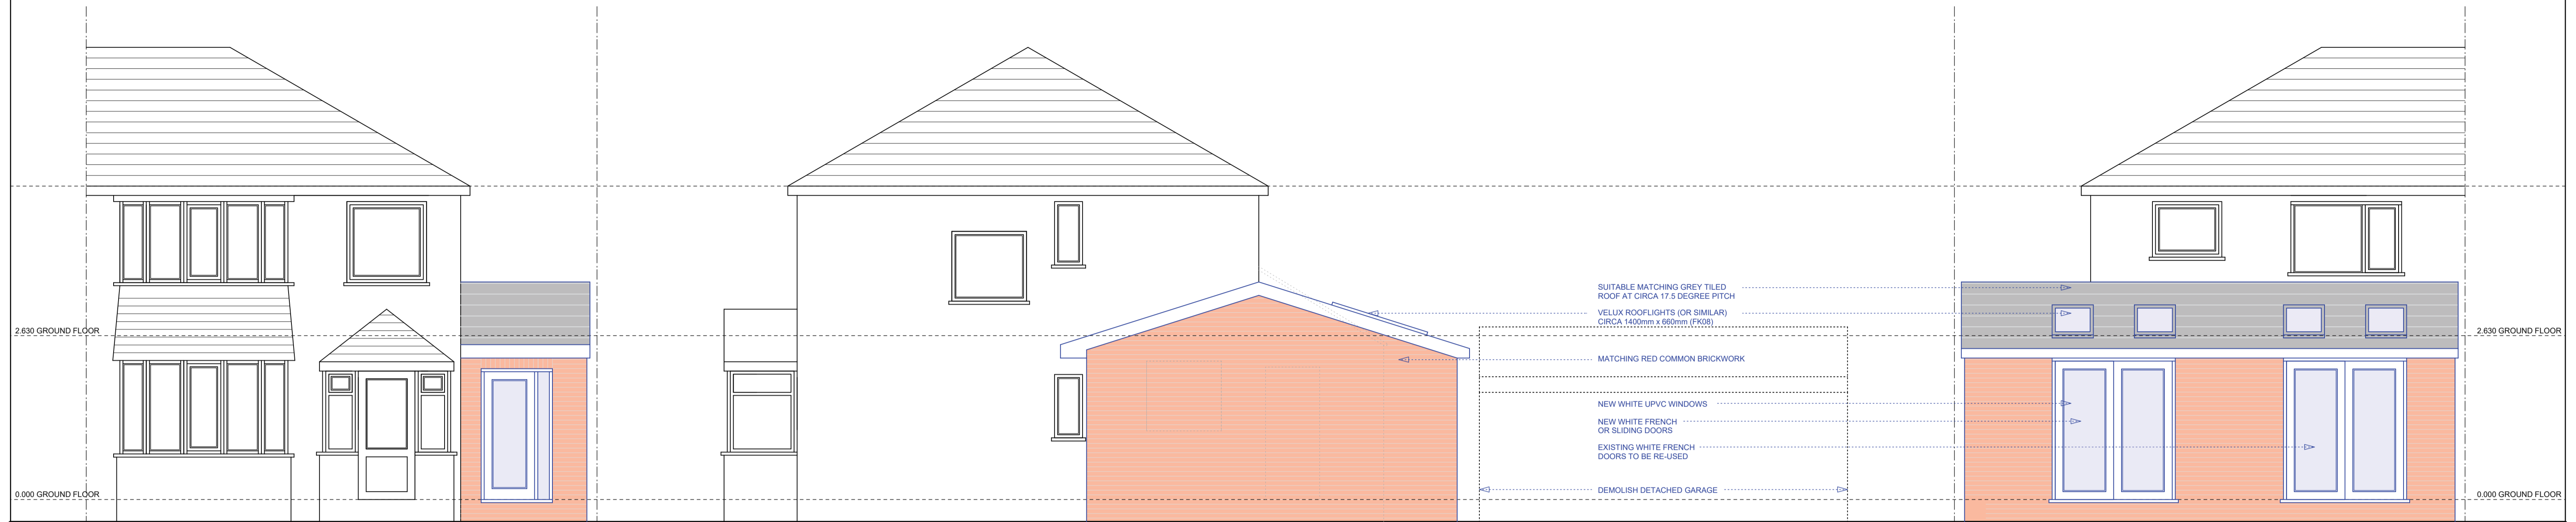 SUITABLE MATCHING GREY TILED
ROOF AT CIRCA 17.5 DEGREE PITCH
VELUX ROOFLIGHTS (OR SIMILAR)
CIRCA 1400mm x 660mm (FK08)
2.630 GROUND FLOOR
2.630 GROUND FLOOR
MATCHING RED COMMON BRICKWORK
NEW WHITE UPVC WINDOWS
NEW WHITE FRENCH
OR SLIDING DOORS
EXISTING WHITE FRENCH
DOORS TO BE RE-USED
DEMOLISH DETACHED GARAGE
0.000 GROUND FLOOR
0.000 GROUND FLOOR